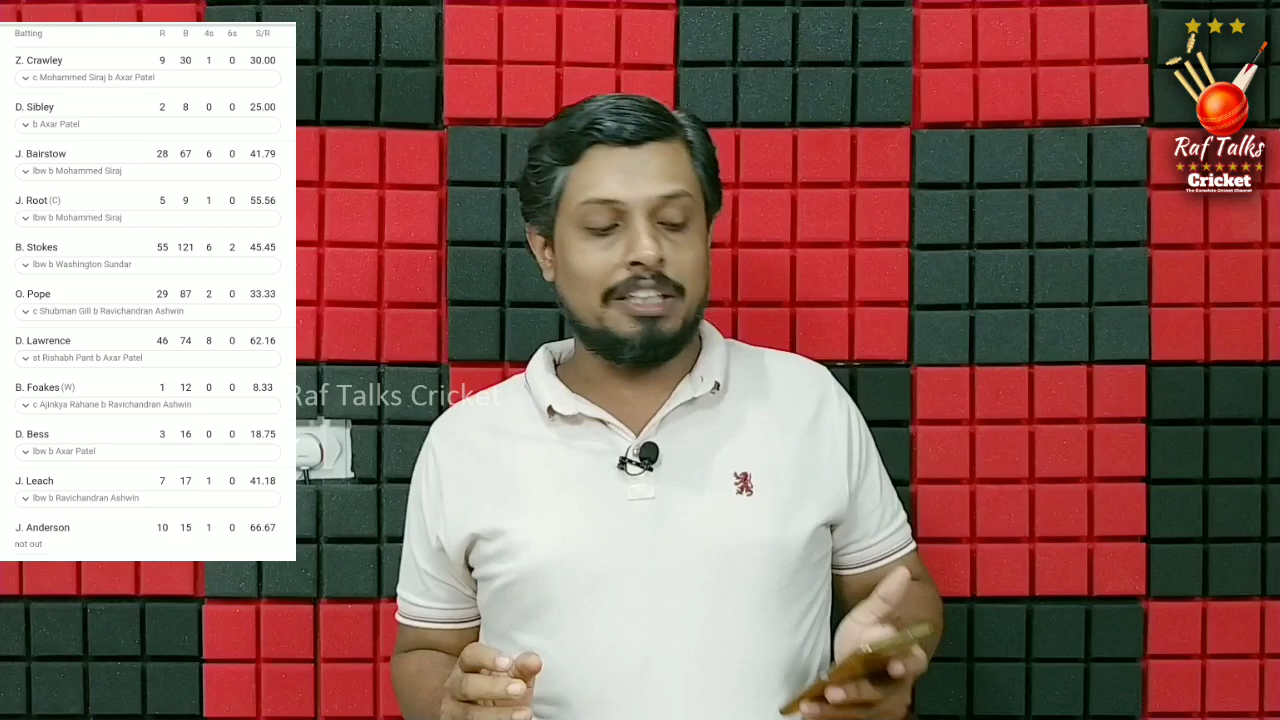 Batting R B 4s 6s S/R
Z. Crawley 9 30 1 0 30.00
c Mohammed Siraj b Axar Patel
D. Sibley 2 8 0 0 25.00
b Axar Patel
J. Bairstow 28 67 6 0 41.79
lbw b Mohammed Siraj
J. Root (C) 5 9 1 0 55.56
lbw b Mohammed Siraj
B. Stokes 55 121 6 2 45.45
lbw b Washington Sundar
O. Pope 29 87 2 0 33.33
c Shubman Gill b Ravichandran Ashwin
D. Lawrence 46 74 8 0 62.16
st Rishabh Pant b Axar Patel
B. Foakes (W) 1 12 0 0 8.33
c Ajinkya Rahane b Ravichandran Ashwin
D. Bess 3 16 0 0 18.75
lbw b Axar Patel
J. Leach 7 17 1 0 41.18
lbw b Ravichandran Ashwin
J. Anderson 10 15 1 0 66.67
not out
Raf Talks Cricket
Raf Talks
Cricket
The Complete Cricket Channel